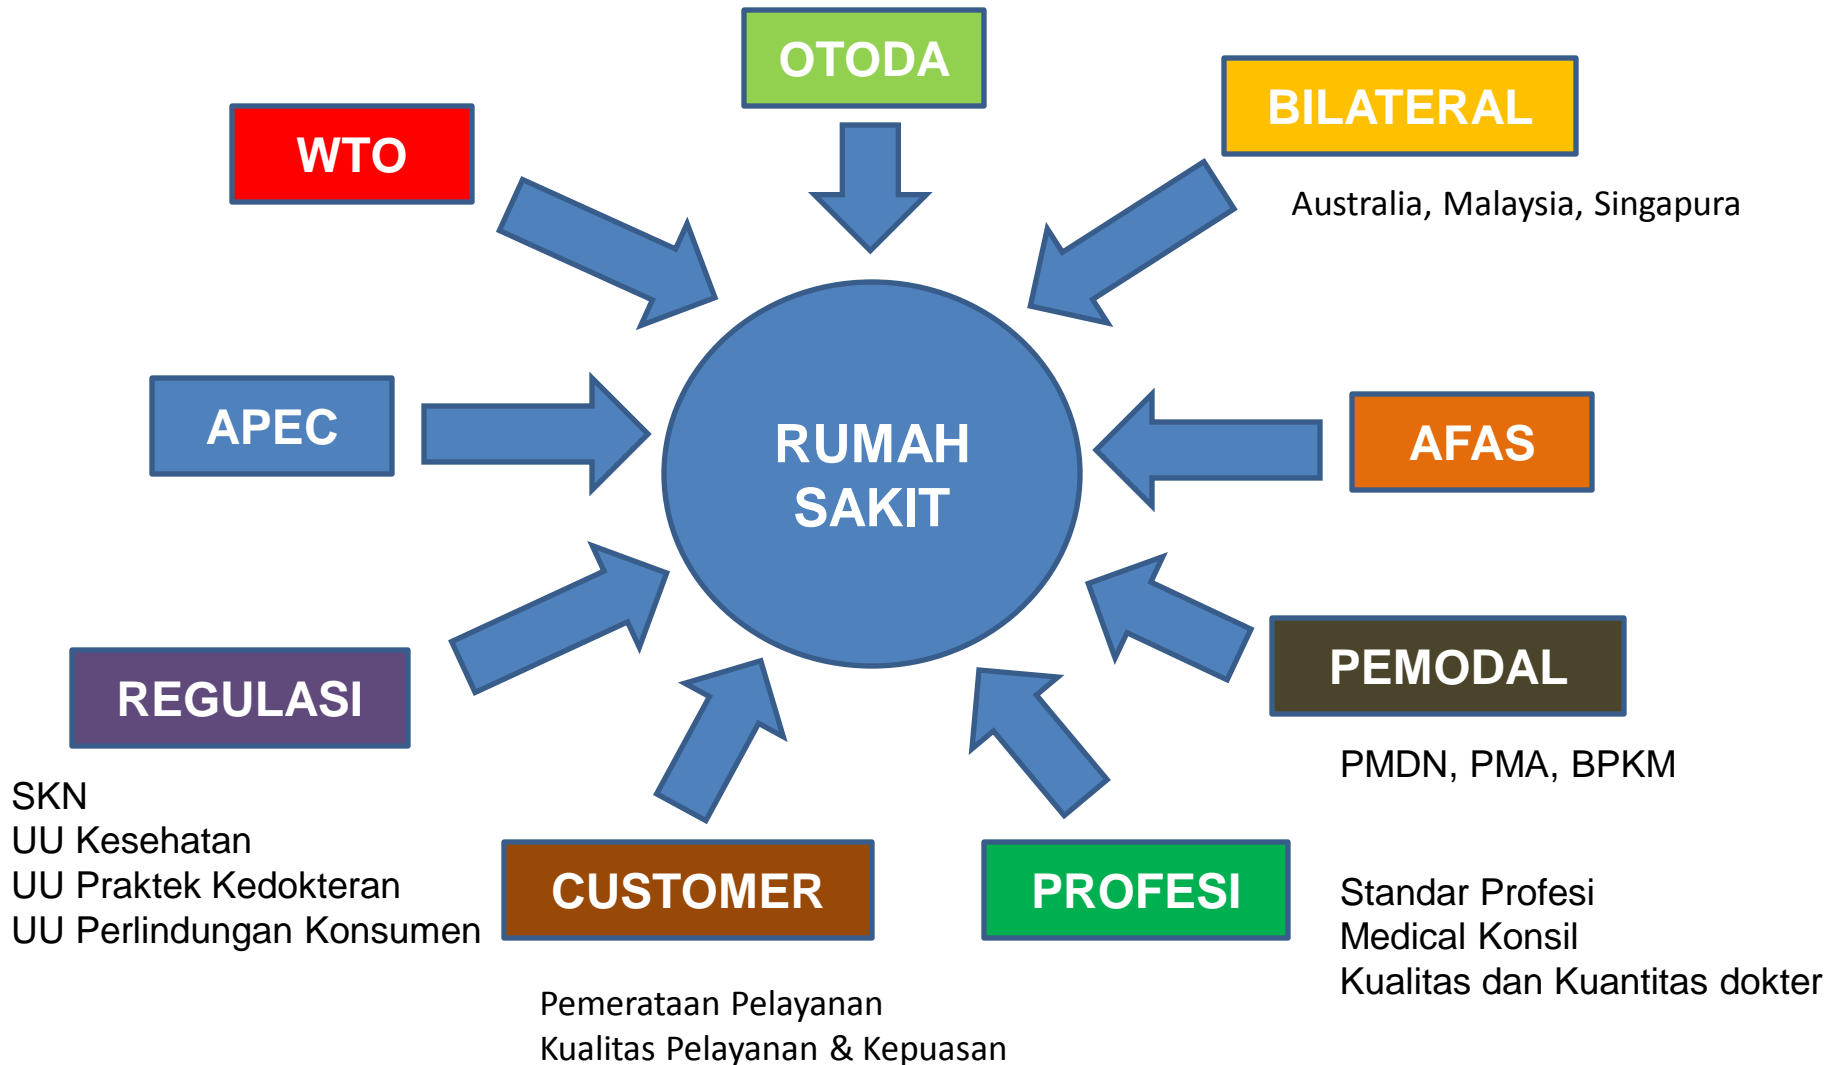 OTODA
BILATERAL
Australia, Malaysia, Singapura
WTO
APEC
RUMAH
SAKIT
AFAS
REGULASI
SKN
UU Kesehatan
UU Praktek Kedokteran
UU Perlindungan Konsumen
PEMODAL
PMDN, PMA, BPKM
CUSTOMER
Pemerataan Pelayanan
Kualitas Pelayanan & Kepuasan
PROFESI
Standar Profesi
Medical Konsil
Kualitas dan Kuantitas dokter